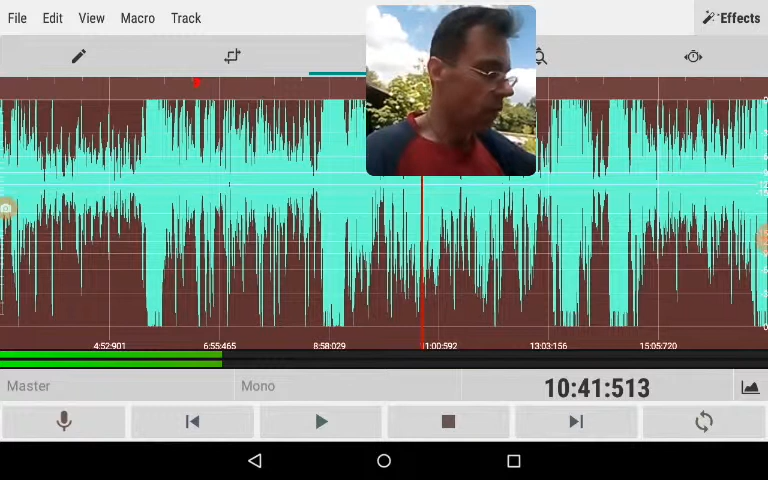 File Edit View Macro Track Effects
4:52:901 6:55:465 8:58:029 11:00:592 13:03:156 15:05:720
Master Mono 10:41:513